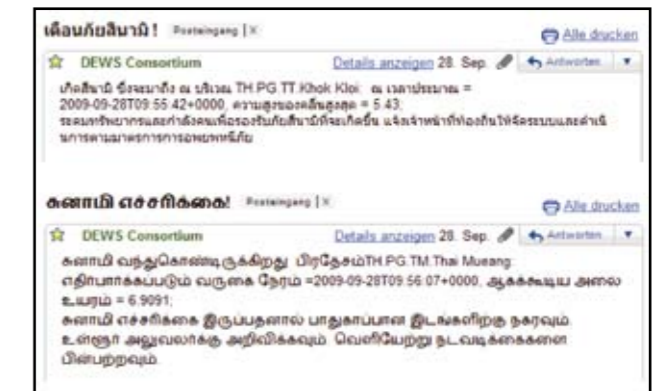 เตือนภัยสึนามิ ! Posteingang | X Alle drucken
DEWS Consortium Details anzeigen 28. Sep. Antworten
เกิดสึนามิ ซึ่งจะมาถึง ณ บริเวณ TH.PG.TT.Khok Kloi: ณ เวลาประมาณ =
2009-09-28T09:55:42+0000, ความสูงของคลื่นสูงสุด = 5.43;
ระดมทรัพยากรและกำลังคนเพื่อรองรับภัยสึนามิที่จะเกิดขึ้น แจ้งเจ้าหน้าที่ท้องถิ่นให้จัดระบบและดำเนิ
นการตามมาตรการการอพยพหนีภัย
சுனாமி எச்சரிக்கை! Posteingang | X Alle drucken
DEWS Consortium Details anzeigen 28. Sep. Antworten
சுனாமி வந்துகொண்டிருக்கிறது பிரதேசம்TH.PG.TM.Thai Mueang:
எதிர்பார்க்கப்படும் வருகை நேரம் =2009-09-28T09:56:07+0000, ஆகக்கூடிய அலை
உயரம் = 6.9091;
சுனாமி எச்சரிக்கை இருப்பதனால் பாதுகாப்பான இடங்களிற்கு நகரவும்
உள்ளூர் அலுவலர்க்கு அறிவிக்கவும் வெளியேற்று நடவடிக்கைகளை
பின்பற்றவும்